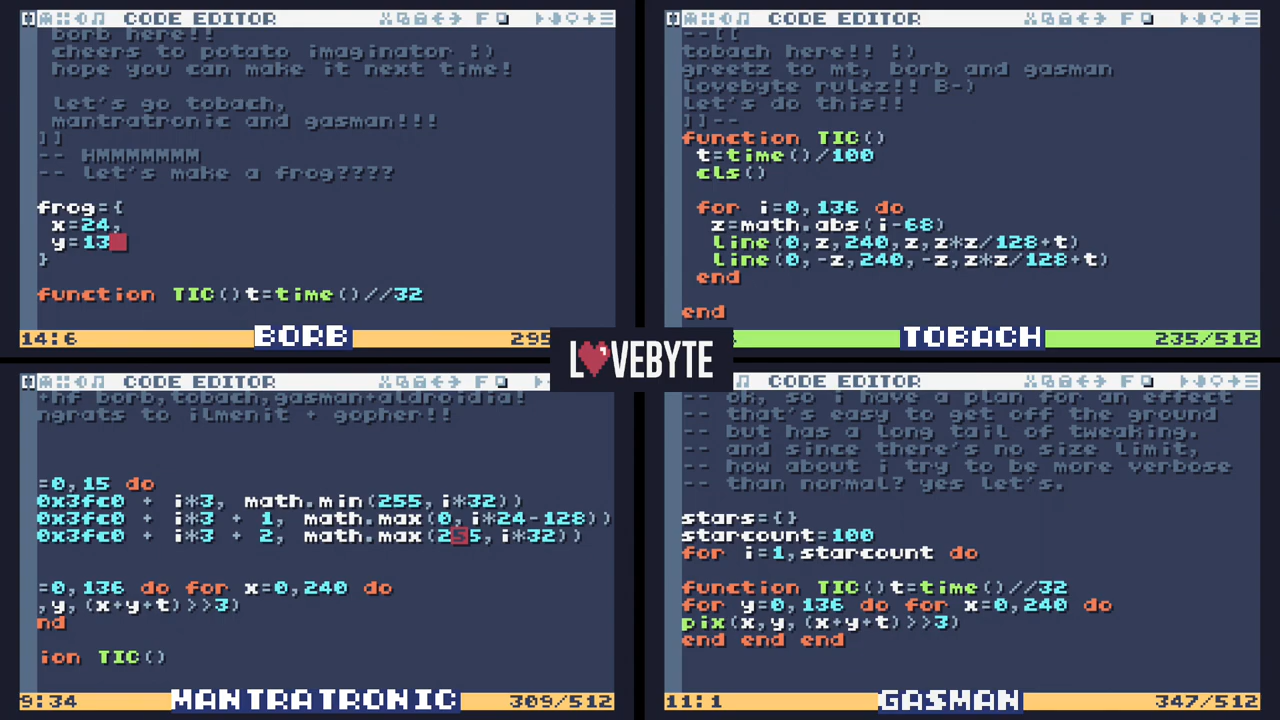 CODE EDITOR
F
borb here!!
cheers to potato imaginator :)
hope you can make it next time!
let's go tobach,
mantratronic and gasman!!!
]]
-- HMMMMMMM
-- let's make a frog????
frog={
x=24,
y=13
}
function TIC()t=time()//32
14:6
BORB
295
CODE EDITOR
F
--[[
tobach here!! :)
greetz to mt, borb and gasman
lovebyte rulez!! B-)
let's do this!!
]]--
function TIC()
t=time()/100
cls()
for i=0,136 do
z=math.abs(i-68)
line(0,z,240,z,z*z/128+t)
line(0,-z,240,-z,z*z/128+t)
end
end
TOBACH
235/512
LOVEBYTE
CODE EDITOR
F
+hf borb,tobach,gasman+aldroidia!
ngrats to ilmenit + gopher!!
=0,15 do
0x3fc0 + i*3, math.min(255,i*32))
0x3fc0 + i*3 + 1, math.max(0,i*24-128))
0x3fc0 + i*3 + 2, math.max(255,i*32))
=0,136 do for x=0,240 do
,y,(x+y+t)>>3)
nd
ion TIC()
9:34
MANTRATRONIC
309/512
CODE EDITOR
F
-- ok, so i have a plan for an effect
-- that's easy to get off the ground
-- but has a long tail of tweaking.
-- and since there's no size limit,
-- how about i try to be more verbose
-- than normal? yes let's.
stars={}
starcount=100
for i=1,starcount do
function TIC()t=time()//32
for y=0,136 do for x=0,240 do
pix(x,y,(x+y+t)>>3)
end end end
11:1
GASMAN
347/512